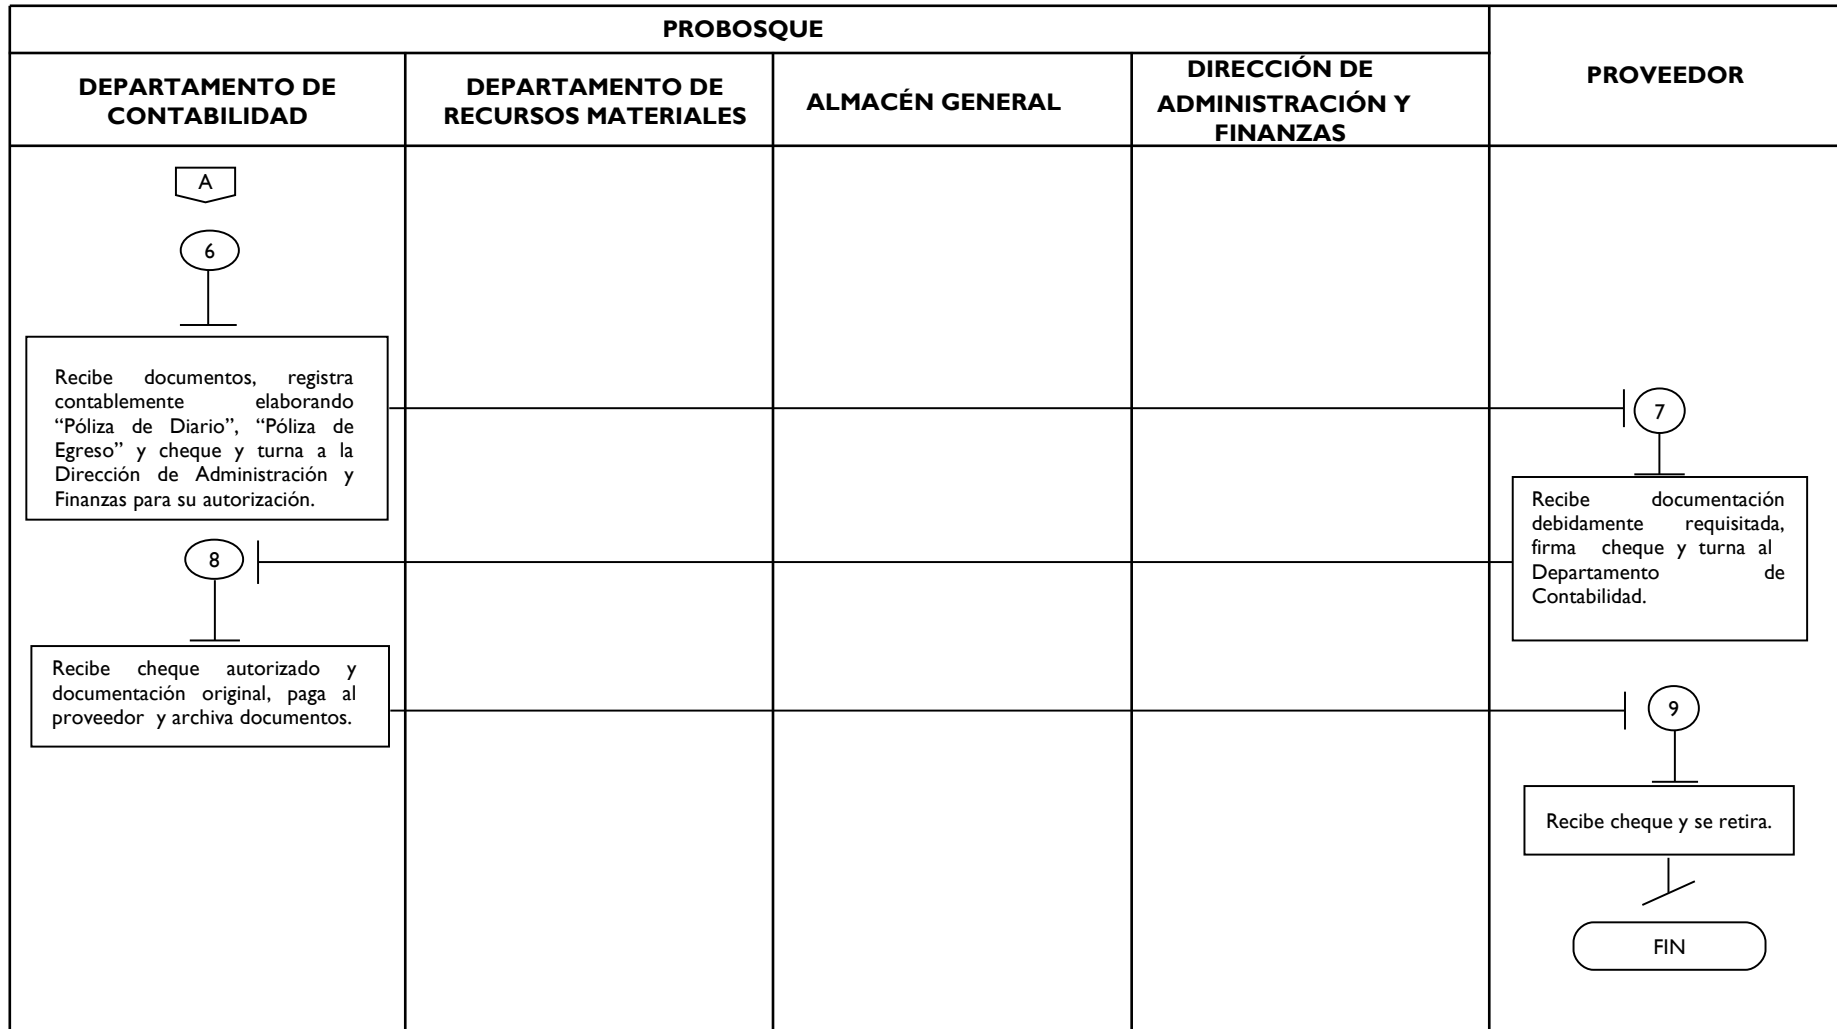 PROBOSQUE
DEPARTAMENTO DE
CONTABILIDAD
DEPARTAMENTO DE
RECURSOS MATERIALES
ALMACÉN GENERAL
DIRECCIÓN DE
ADMINISTRACIÓN Y
FINANZAS
PROVEEDOR
A
6
Recibe documentos, registra
contablemente elaborando
“Póliza de Diario”, “Póliza de
Egreso” y cheque y turna a la
Dirección de Administración y
Finanzas para su autorización.
7
Recibe documentación
debidamente requisitada,
firma cheque y turna al
Departamento de
Contabilidad.
8
Recibe cheque autorizado y
documentación original, paga al
proveedor y archiva documentos.
9
Recibe cheque y se retira.
FIN